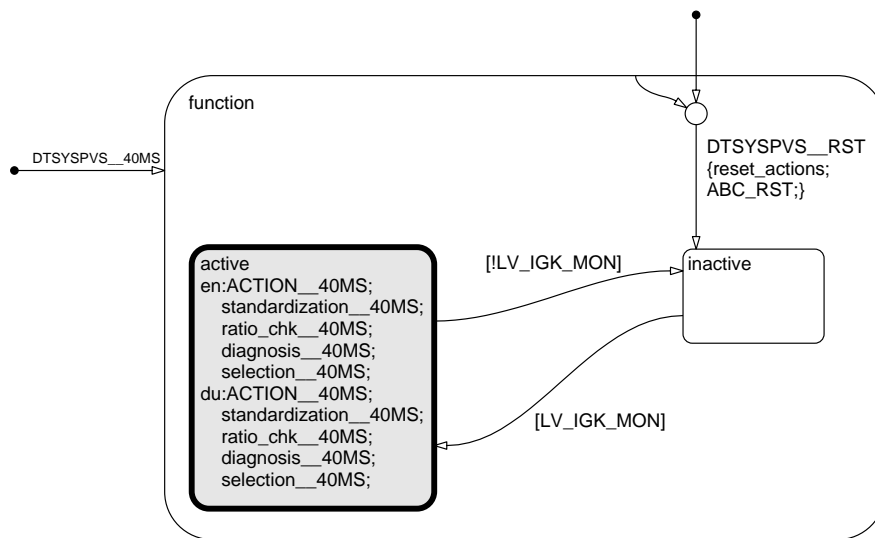 function
DTSYSPVS__40MS
DTSYSPVS__RST
{reset_actions;
ABC_RST;}
active
en:ACTION__40MS;
standardization__40MS;
ratio_chk__40MS;
diagnosis__40MS;
selection__40MS;
du:ACTION__40MS;
standardization__40MS;
ratio_chk__40MS;
diagnosis__40MS;
selection__40MS;
[!LV_IGK_MON]
inactive
[LV_IGK_MON]